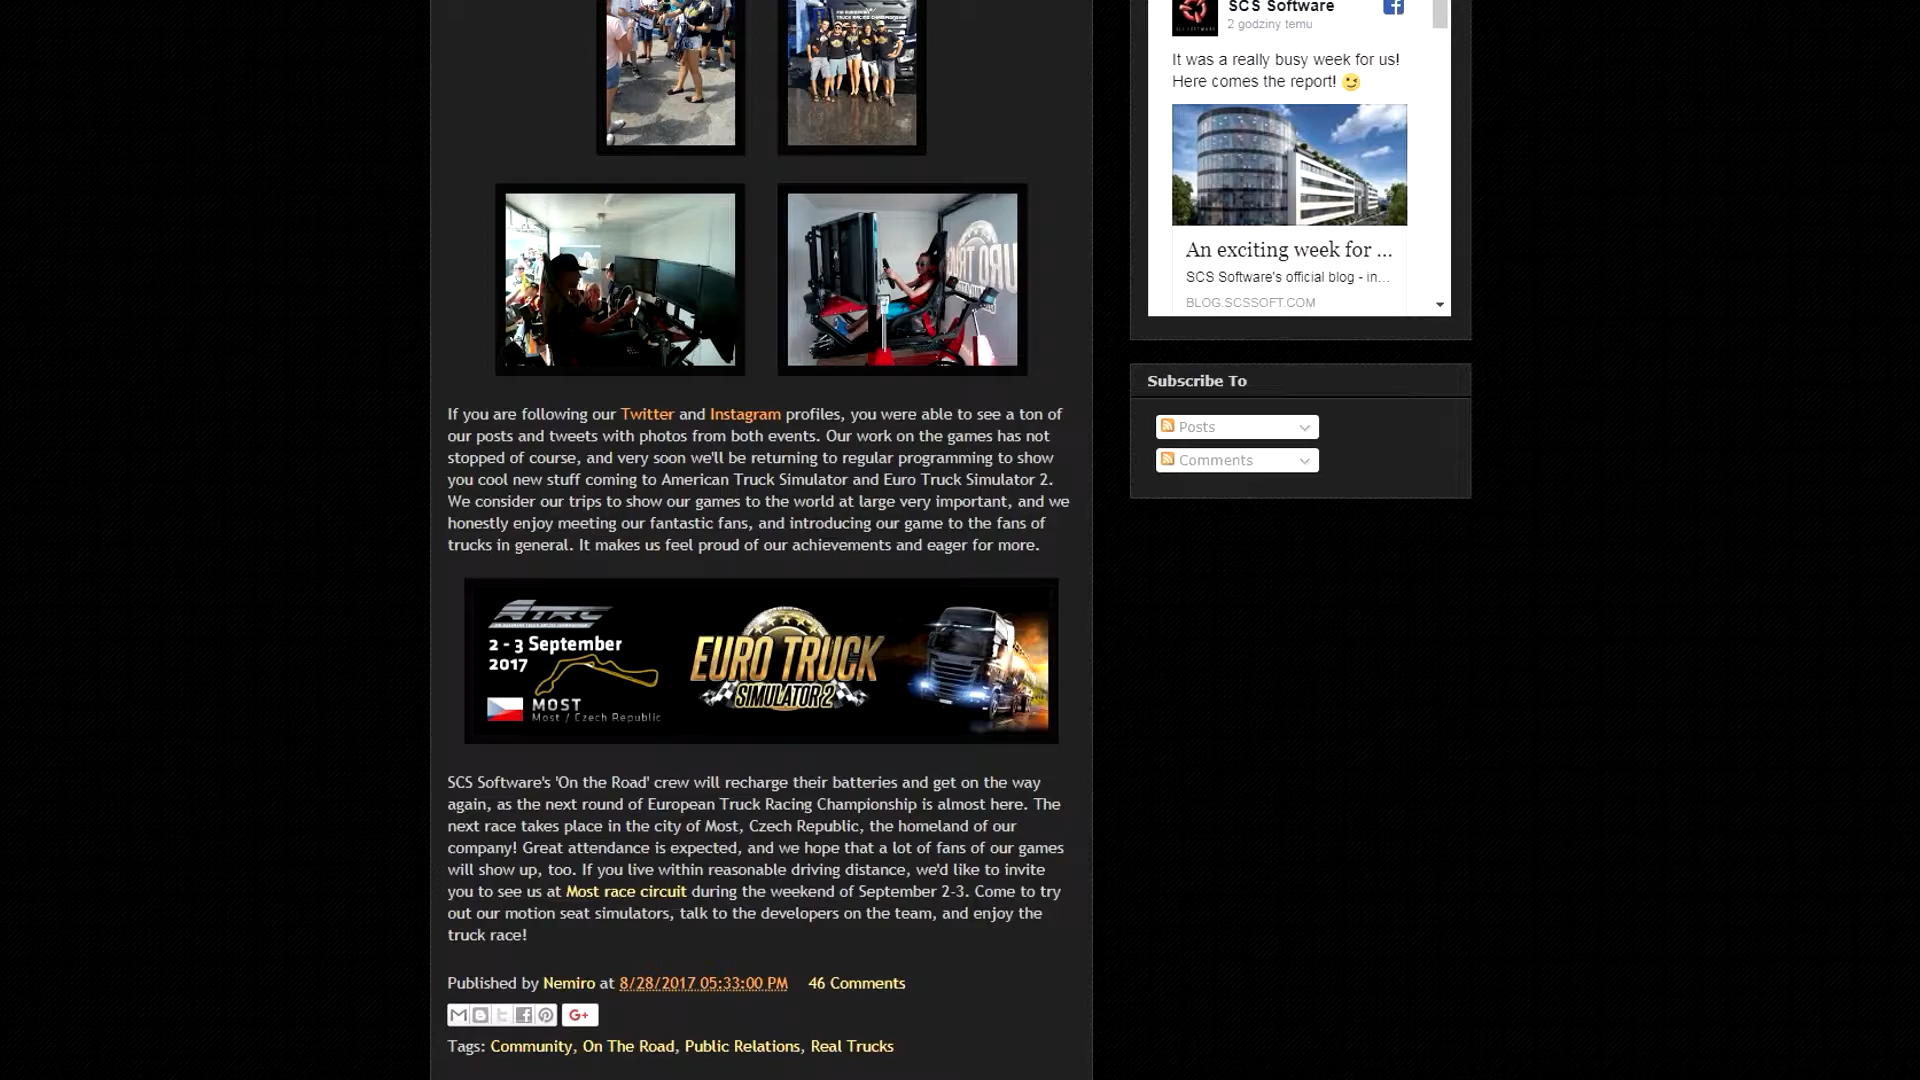 SCS Software
2 godziny temu
It was a really busy week for us!
Here comes the report! 😉
An exciting week for ...
SCS Software's official blog - in...
BLOG.SCSSOFT.COM
Subscribe To
Posts
Comments
If you are following our Twitter and Instagram profiles, you were able to see a ton of
our posts and tweets with photos from both events. Our work on the games has not
stopped of course, and very soon we'll be returning to regular programming to show
you cool new stuff coming to American Truck Simulator and Euro Truck Simulator 2.
We consider our trips to show our games to the world at large very important, and we
honestly enjoy meeting our fantastic fans, and introducing our game to the fans of
trucks in general. It makes us feel proud of our achievements and eager for more.
2 - 3 September
2017
MOST
Most / Czech Republic
EURO TRUCK
SIMULATOR 2
SCS Software's 'On the Road' crew will recharge their batteries and get on the way
again, as the next round of European Truck Racing Championship is almost here. The
next race takes place in the city of Most, Czech Republic, the homeland of our
company! Great attendance is expected, and we hope that a lot of fans of our games
will show up, too. If you live within reasonable driving distance, we'd like to invite
you to see us at Most race circuit during the weekend of September 2-3. Come to try
out our motion seat simulators, talk to the developers on the team, and enjoy the
truck race!
Published by Nemiro at 8/28/2017 05:33:00 PM 46 Comments
G+
Tags: Community, On The Road, Public Relations, Real Trucks